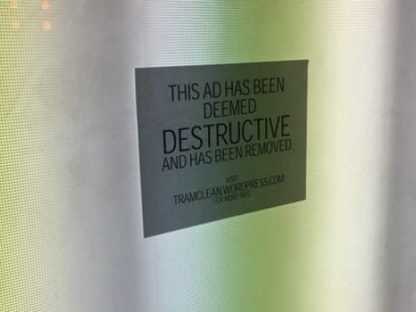 THIS AD HAS BEEN
DEEMED
DESTRUCTIVE
AND HAS BEEN REMOVED
VISIT
TRAMCLEAN.WORDPRESS.COM
FOR MORE INFO